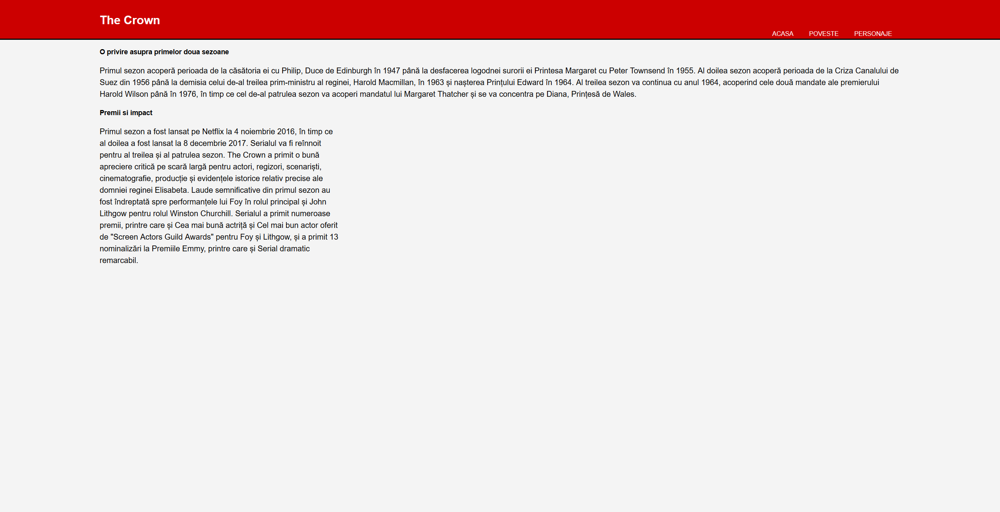 The Crown
ACASA POVESTE PERSONAJE
O privire asupra primelor doua sezoane
Primul sezon acoperă perioada de la căsătoria ei cu Philip, Duce de Edinburgh în 1947 până la desfacerea logodnei surorii ei Printesa Margaret cu Peter Townsend în 1955. Al doilea sezon acoperă perioada de la Criza Canalului de
Suez din 1956 până la demisia celui de-al treilea prim-ministru al reginei, Harold Macmillan, în 1963 și nașterea Prințului Edward în 1964. Al treilea sezon va continua cu anul 1964, acoperind cele două mandate ale premierului
Harold Wilson până în 1976, în timp ce cel de-al patrulea sezon va acoperi mandatul lui Margaret Thatcher și se va concentra pe Diana, Prințesă de Wales.
Premii si impact
Primul sezon a fost lansat pe Netflix la 4 noiembrie 2016, în timp ce
al doilea a fost lansat la 8 decembrie 2017. Serialul va fi reînnoit
pentru al treilea și al patrulea sezon. The Crown a primit o bună
apreciere critică pe scară largă pentru actori, regizori, scenariști,
cinematografie, producție și evidențele istorice relativ precise ale
domniei reginei Elisabeta. Laude semnificative din primul sezon au
fost îndreptată spre performanțele lui Foy în rolul principal și John
Lithgow pentru rolul Winston Churchill. Serialul a primit numeroase
premii, printre care și Cea mai bună actriță și Cel mai bun actor oferit
de "Screen Actors Guild Awards" pentru Foy și Lithgow, și a primit 13
nominalizări la Premiile Emmy, printre care și Serial dramatic
remarcabil.